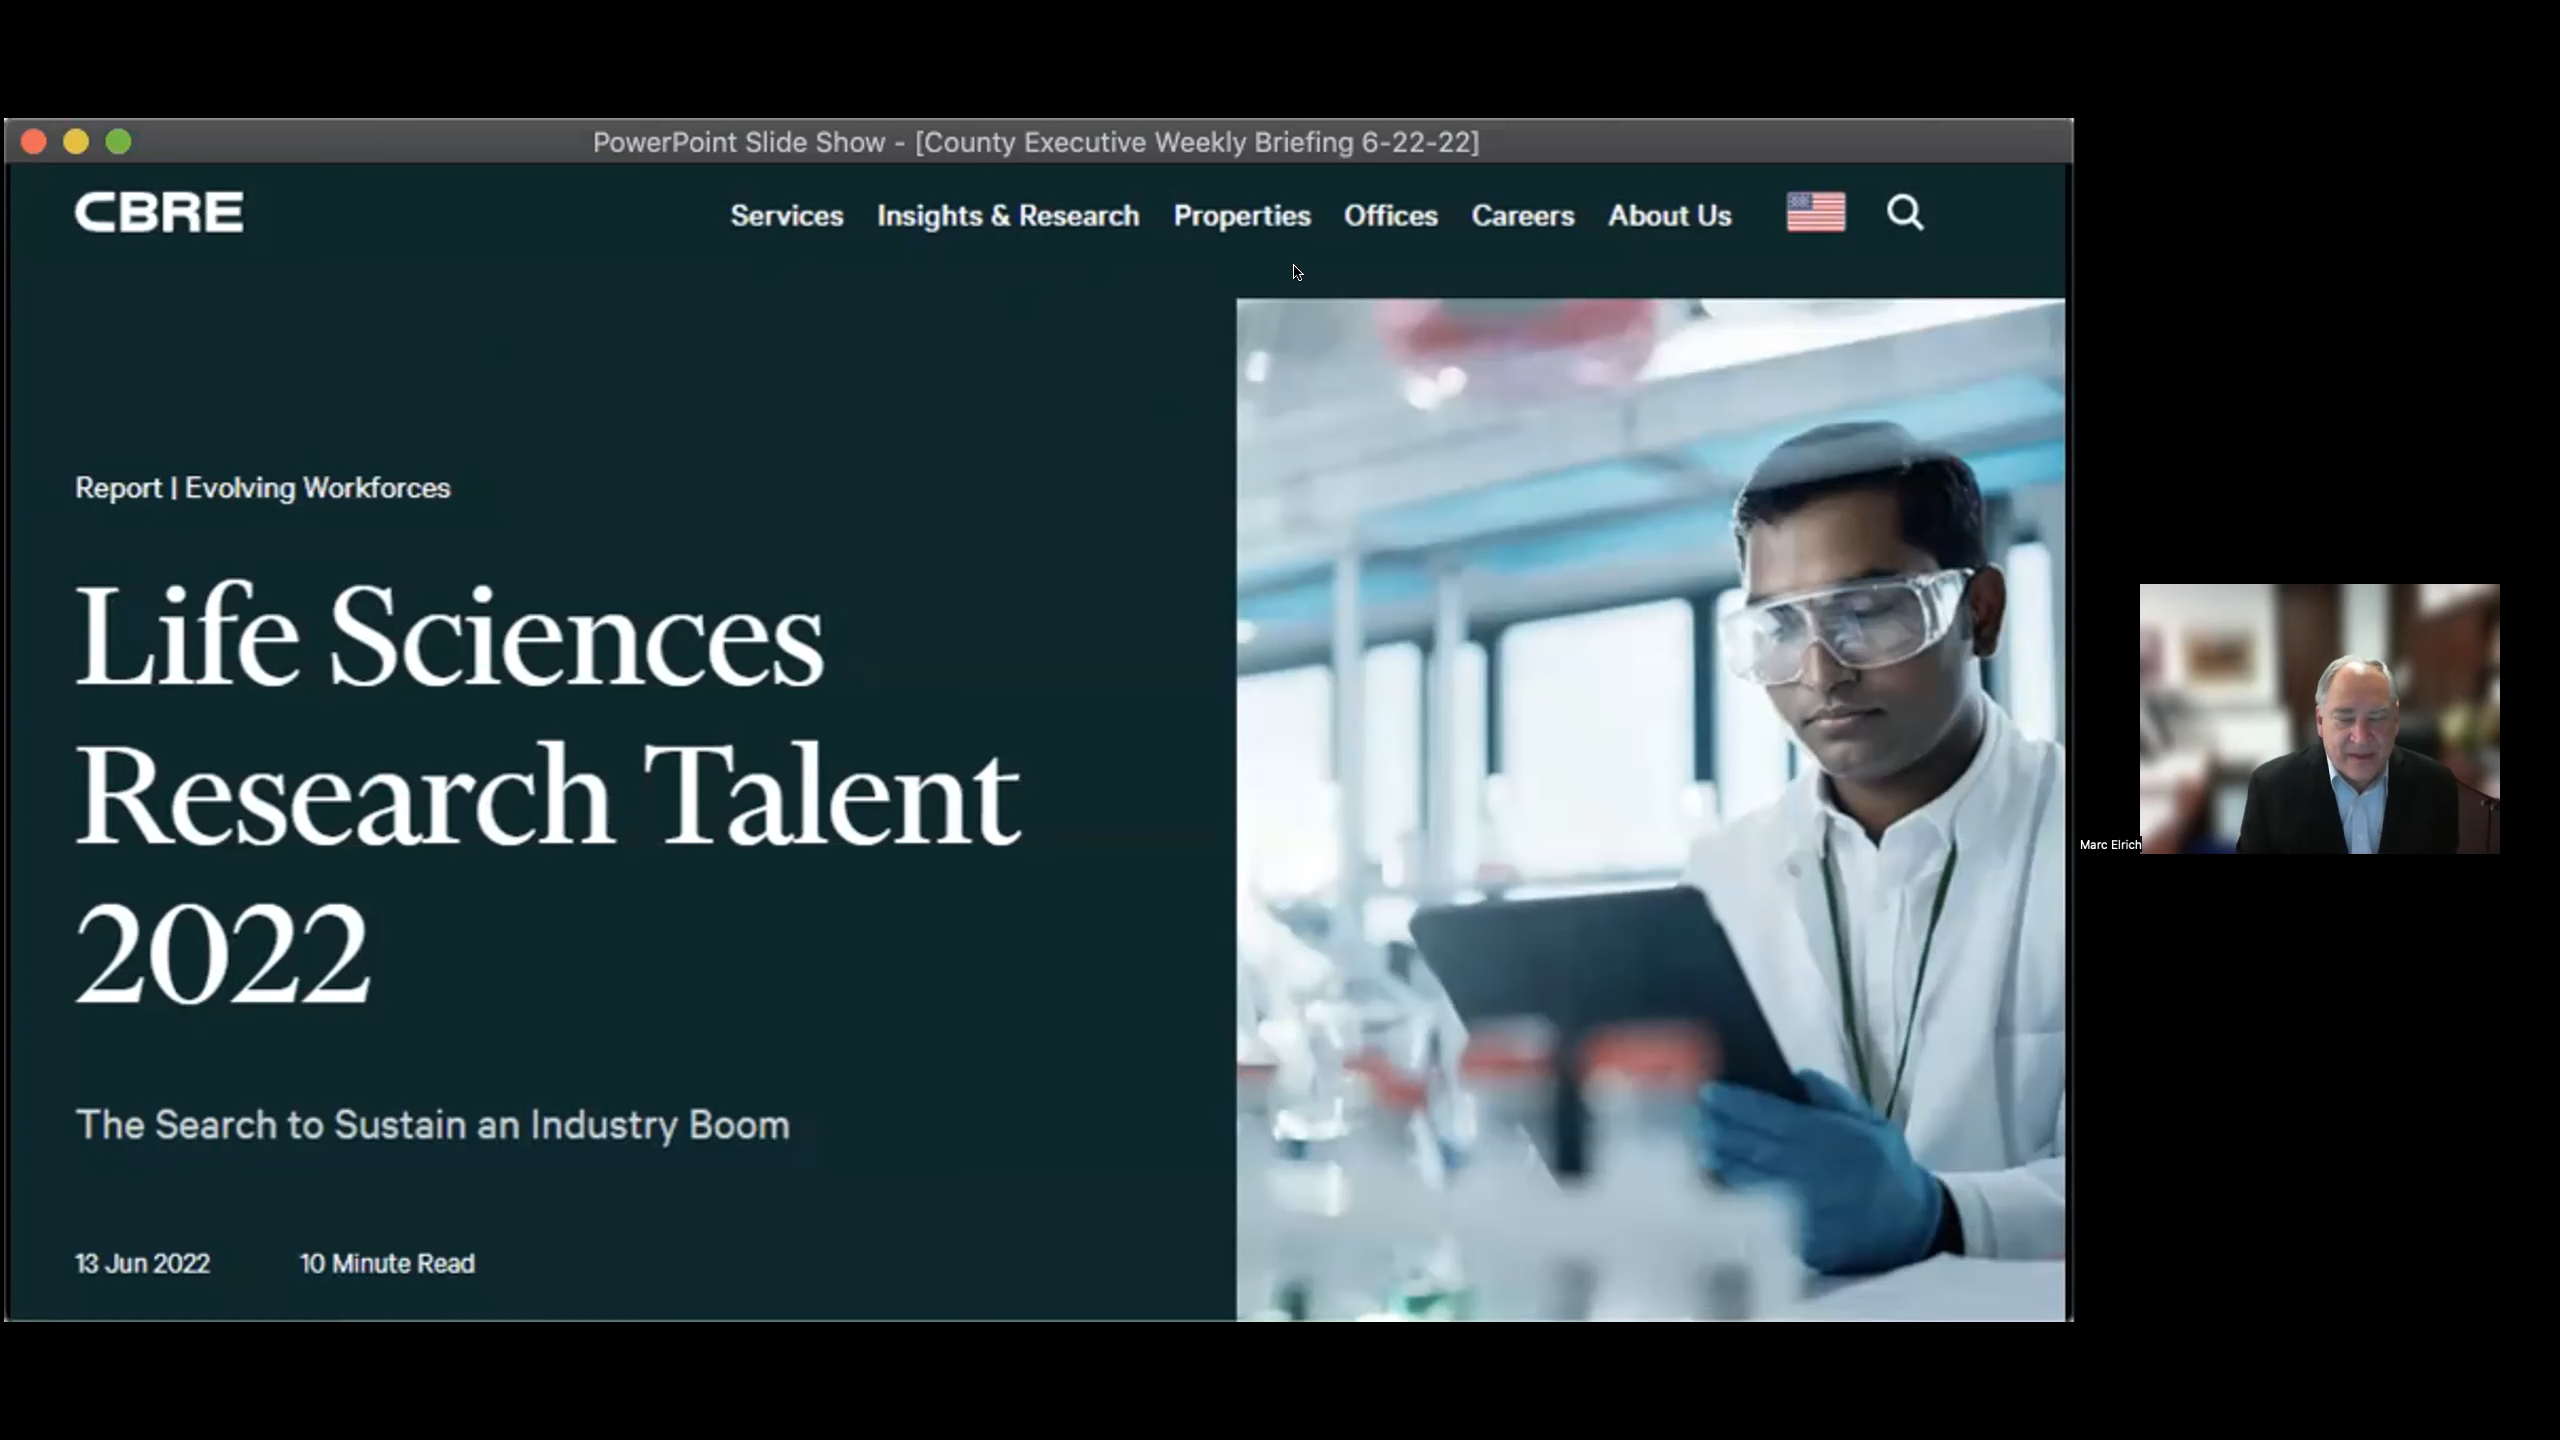 PowerPoint Slide Show - [County Executive Weekly Briefing 6-22-22]
CBRE
Services Insights & Research Properties Offices Careers About Us
Report | Evolving Workforces
Life Sciences
Research Talent
2022
The Search to Sustain an Industry Boom
13 Jun 2022 10 Minute Read
Marc Elrich